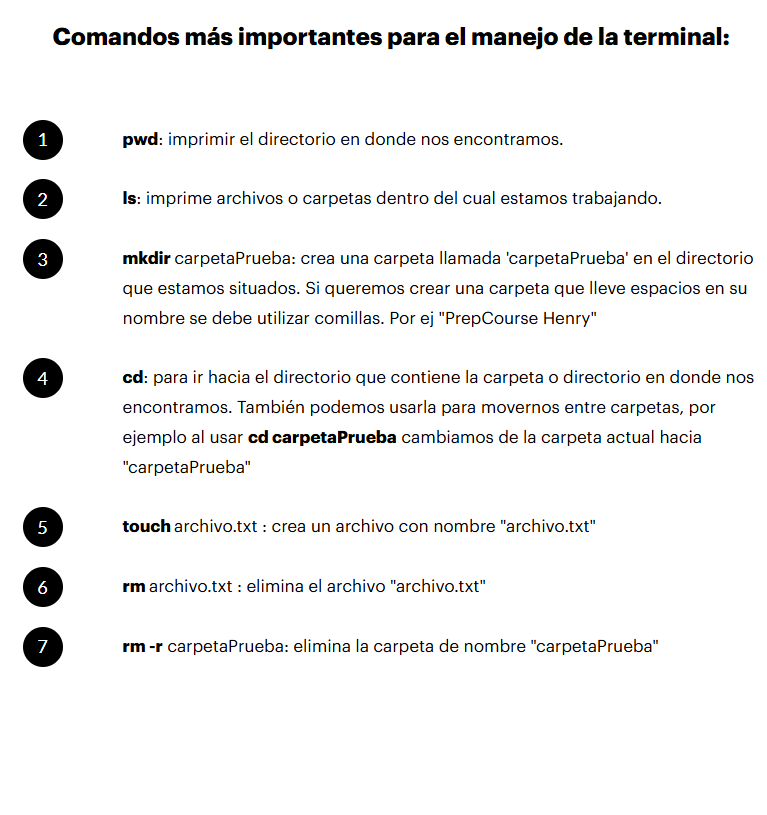 Comandos más importantes para el manejo de la terminal:
1 pwd: imprimir el directorio en donde nos encontramos.
2 ls: imprime archivos o carpetas dentro del cual estamos trabajando.
3 mkdir carpetaPrueba: crea una carpeta llamada 'carpetaPrueba' en el directorio
que estamos situados. Si queremos crear una carpeta que lleve espacios en su
nombre se debe utilizar comillas. Por ej "PrepCourse Henry"
4 cd: para ir hacia el directorio que contiene la carpeta o directorio en donde nos
encontramos. También podemos usarla para movernos entre carpetas, por
ejemplo al usar cd carpetaPrueba cambiamos de la carpeta actual hacia
"carpetaPrueba"
5 touch archivo.txt : crea un archivo con nombre "archivo.txt"
6 rm archivo.txt : elimina el archivo "archivo.txt"
7 rm -r carpetaPrueba: elimina la carpeta de nombre "carpetaPrueba"